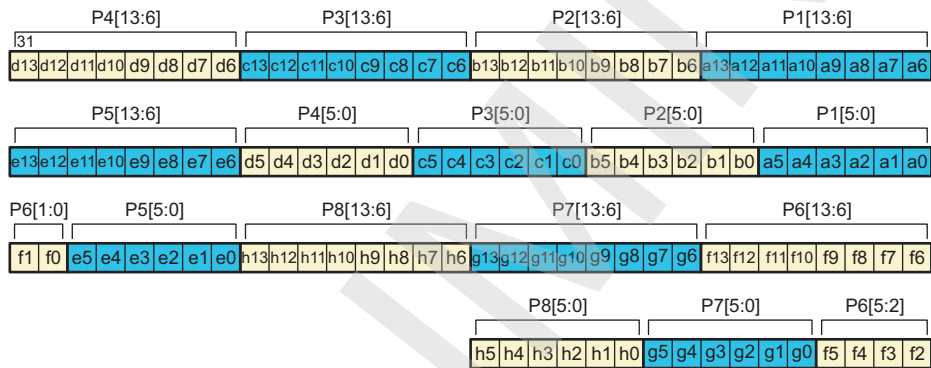 P4[13:6] P3[13:6] P2[13:6] P1[13:6]
31
d13 d12 d11 d10 d9 d8 d7 d6 c13 c12 c11 c10 c9 c8 c7 c6 b13 b12 b11 b10 b9 b8 b7 b6 a13 a12 a11 a10 a9 a8 a7 a6
P5[13:6] P4[5:0] P3[5:0] P2[5:0] P1[5:0]
e13 e12 e11 e10 e9 e8 e7 e6 d5 d4 d3 d2 d1 d0 c5 c4 c3 c2 c1 c0 b5 b4 b3 b2 b1 b0 a5 a4 a3 a2 a1 a0
P6[1:0] P5[5:0] P8[13:6] P7[13:6] P6[13:6]
f1 f0 e5 e4 e3 e2 e1 e0 h13 h12 h11 h10 h9 h8 h7 h6 g13 g12 g11 g10 g9 g8 g7 g6 f13 f12 f11 f10 f9 f8 f7 f6
P8[5:0] P7[5:0] P6[5:2]
h5 h4 h3 h2 h1 h0 g5 g4 g3 g2 g1 g0 f5 f4 f3 f2